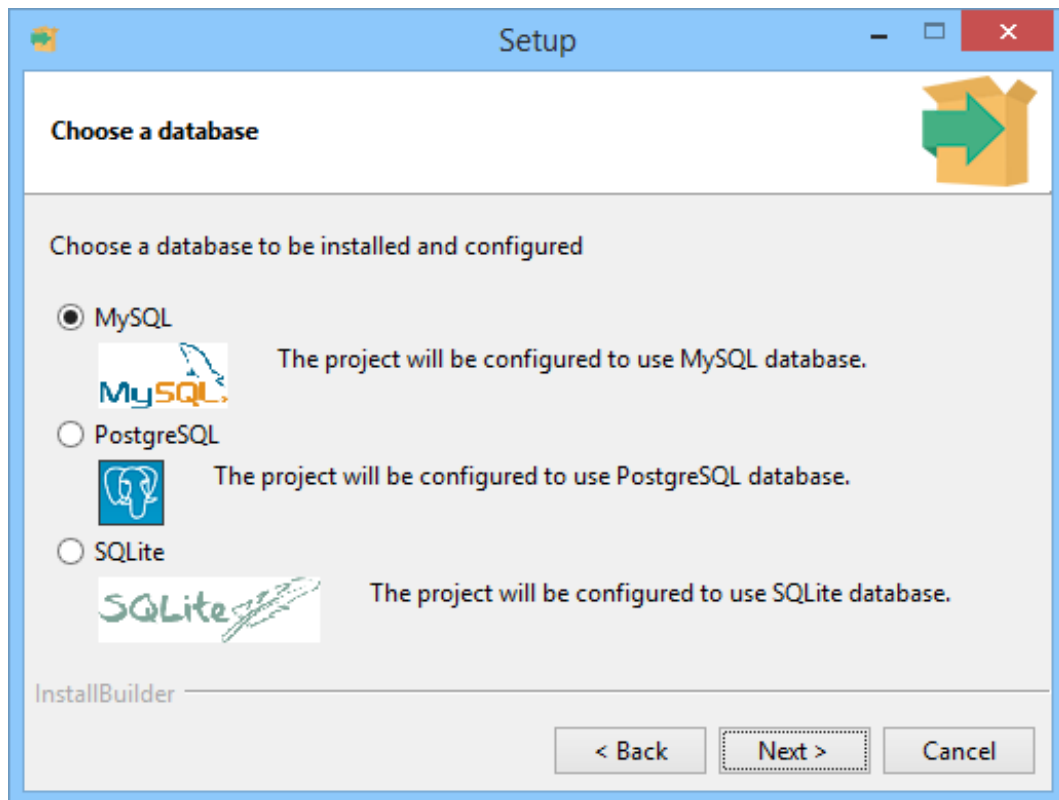 Setup
Choose a database
Choose a database to be installed and configured
MySQL
MySQL
The project will be configured to use MySQL database.
PostgreSQL
The project will be configured to use PostgreSQL database.
SQLite
SQLite
The project will be configured to use SQLite database.
InstallBuilder
< Back
Next >
Cancel